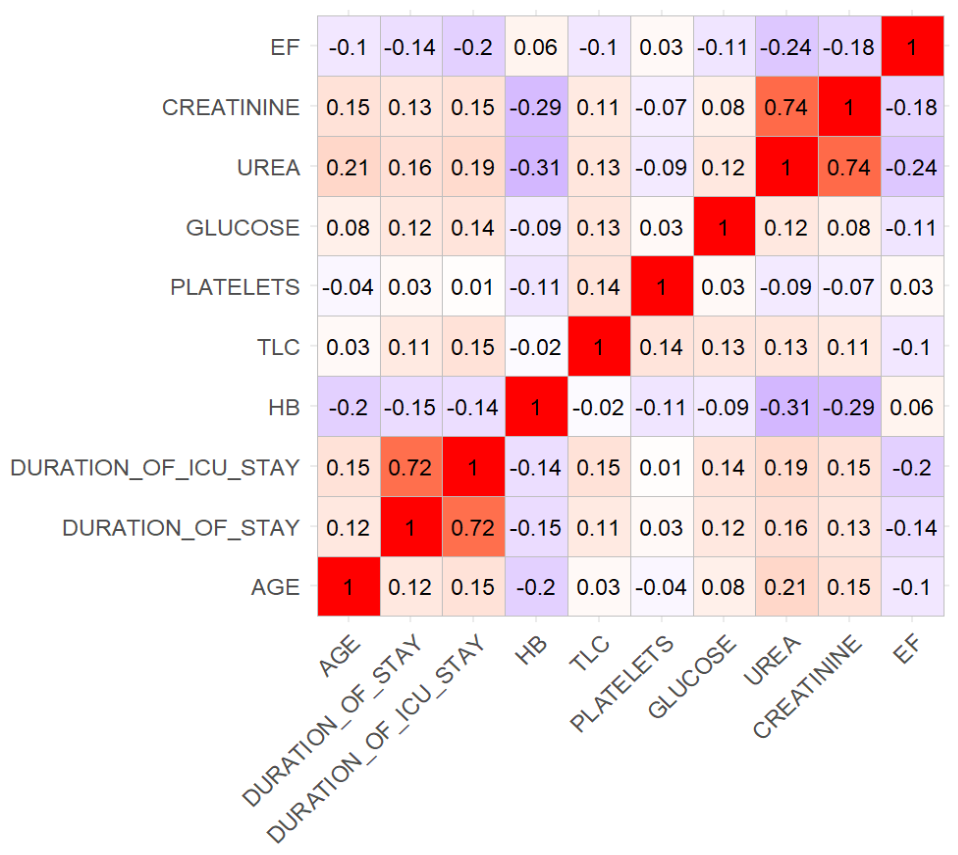 EF -0.1 -0.14 -0.2 0.06 -0.1 0.03 -0.11 -0.24 -0.18 1
CREATININE 0.15 0.13 0.15 -0.29 0.11 -0.07 0.08 0.74 1 -0.18
UREA 0.21 0.16 0.19 -0.31 0.13 -0.09 0.12 1 0.74 -0.24
GLUCOSE 0.08 0.12 0.14 -0.09 0.13 0.03 1 0.12 0.08 -0.11
PLATELETS -0.04 0.03 0.01 -0.11 0.14 1 0.03 -0.09 -0.07 0.03
TLC 0.03 0.11 0.15 -0.02 1 0.14 0.13 0.13 0.11 -0.1
HB -0.2 -0.15 -0.14 1 -0.02 -0.11 -0.09 -0.31 -0.29 0.06
DURATION_OF_ICU_STAY 0.15 0.72 1 -0.14 0.15 0.01 0.14 0.19 0.15 -0.2
DURATION_OF_STAY 0.12 1 0.72 -0.15 0.11 0.03 0.12 0.16 0.13 -0.14
AGE 1 0.12 0.15 -0.2 0.03 -0.04 0.08 0.21 0.15 -0.1
AGE
DURATION_OF_STAY
DURATION_OF_ICU_STAY
HB
TLC
PLATELETS
GLUCOSE
UREA
CREATININE
EF